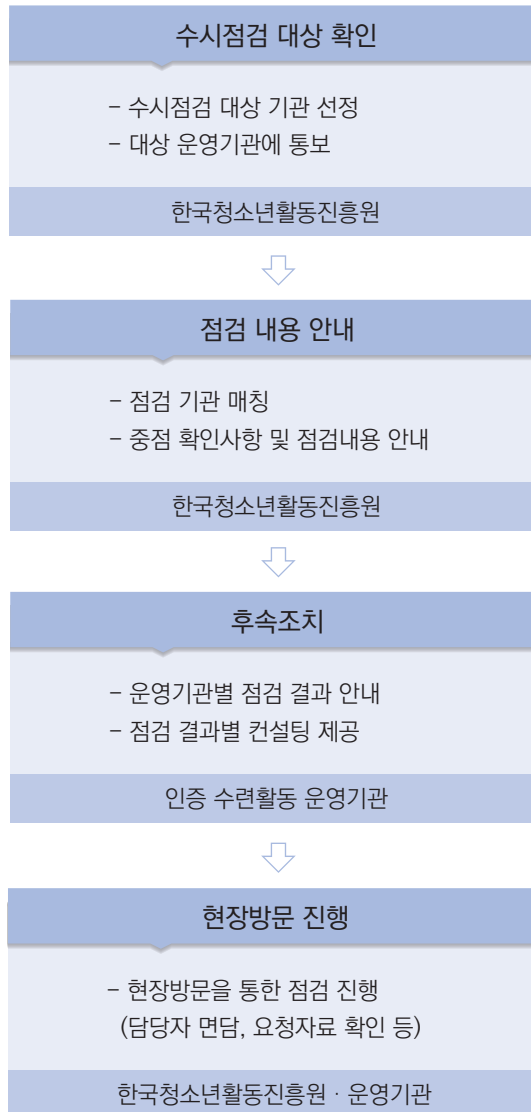 수시점검 대상 확인
- 수시점검 대상 기관 선정
- 대상 운영기관에 통보
한국청소년활동진흥원
점검 내용 안내
- 점검 기관 매칭
- 중점 확인사항 및 점검내용 안내
한국청소년활동진흥원
후속조치
- 운영기관별 점검 결과 안내
- 점검 결과별 컨설팅 제공
인증 수련활동 운영기관
현장방문 진행
- 현장방문을 통한 점검 진행
(담당자 면담, 요청자료 확인 등)
한국청소년활동진흥원 · 운영기관